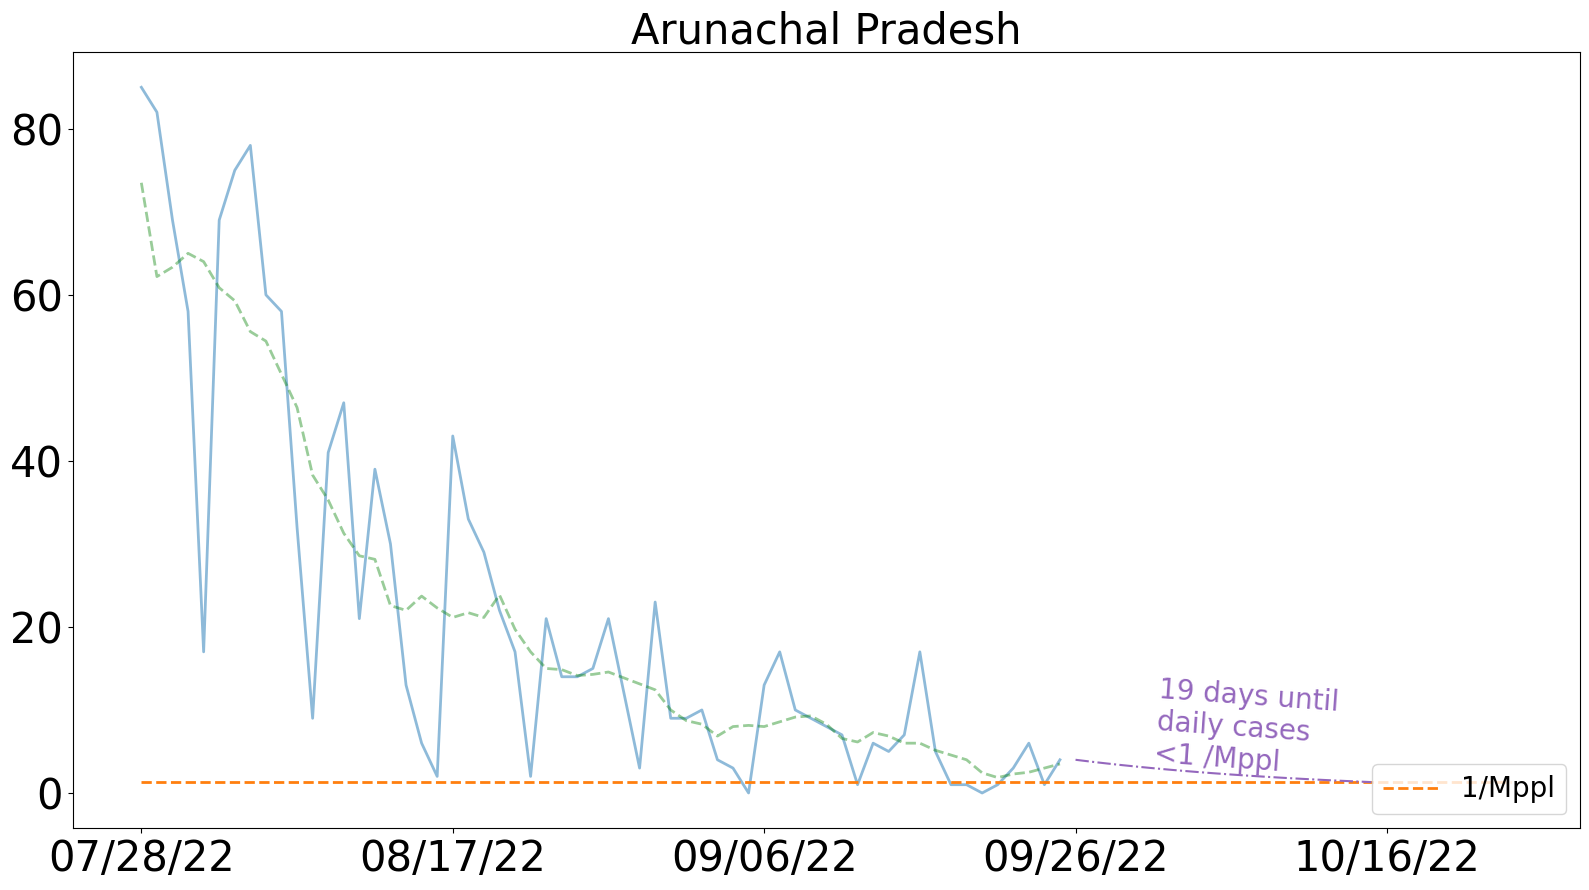 Arunachal Pradesh
80
60
40
20
0
19 days until
daily cases
<1 /Mppl
1/Mppl
07/28/22
08/17/22
09/06/22
09/26/22
10/16/22